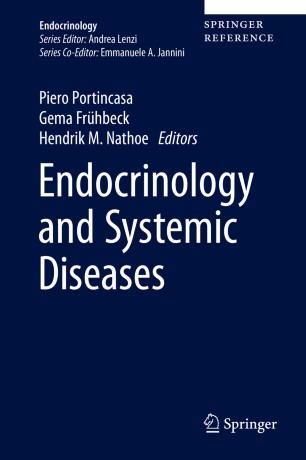 Endocrinology
Series Editor: Andrea Lenzi
Series Co-Editor: Emmanuele A. Jannini
SPRINGER
REFERENCE
Piero Portincasa
Gema Frühbeck
Hendrik M. Nathoe Editors
Endocrinology
and Systemic
Diseases
Springer